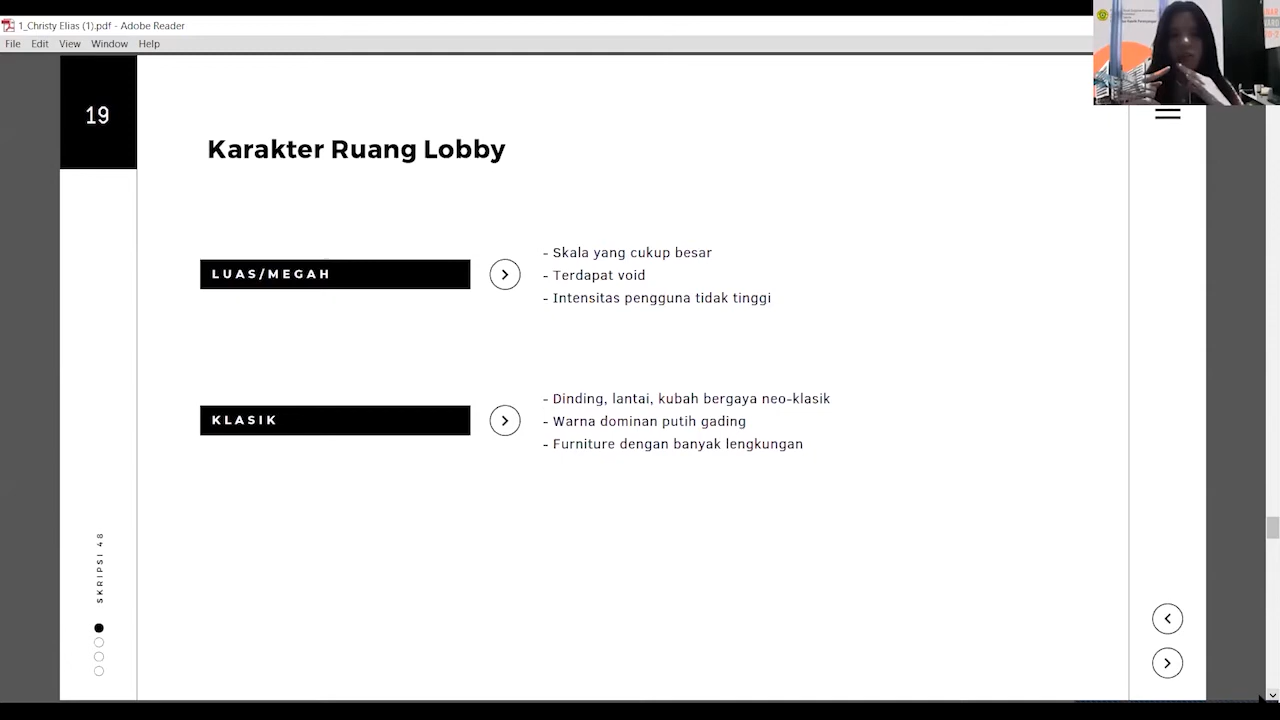 1_Christy Elias (1).pdf - Adobe Reader
File Edit View Window Help
19
Karakter Ruang Lobby
LUAS/MEGAH
- Skala yang cukup besar
- Terdapat void
- Intensitas pengguna tidak tinggi
KLASIK
- Dinding, lantai, kubah bergaya neo-klasik
- Warna dominan putih gading
- Furniture dengan banyak lengkungan
SKRIPSI 48